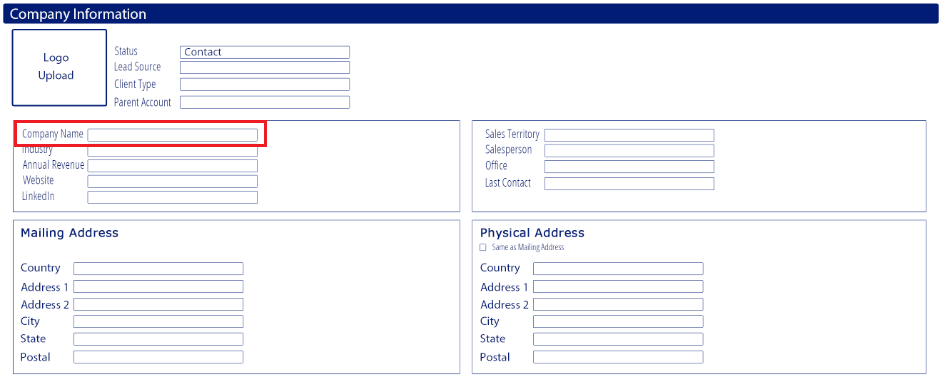 Company Information
Logo
Upload
Status Contact
Lead Source
Client Type
Parent Account
Company Name
Industry
Annual Revenue
Website
LinkedIn
Sales Territory
Salesperson
Office
Last Contact
Mailing Address
Country
Address 1
Address 2
City
State
Postal
Physical Address
Same as Mailing Address
Country
Address 1
Address 2
City
State
Postal